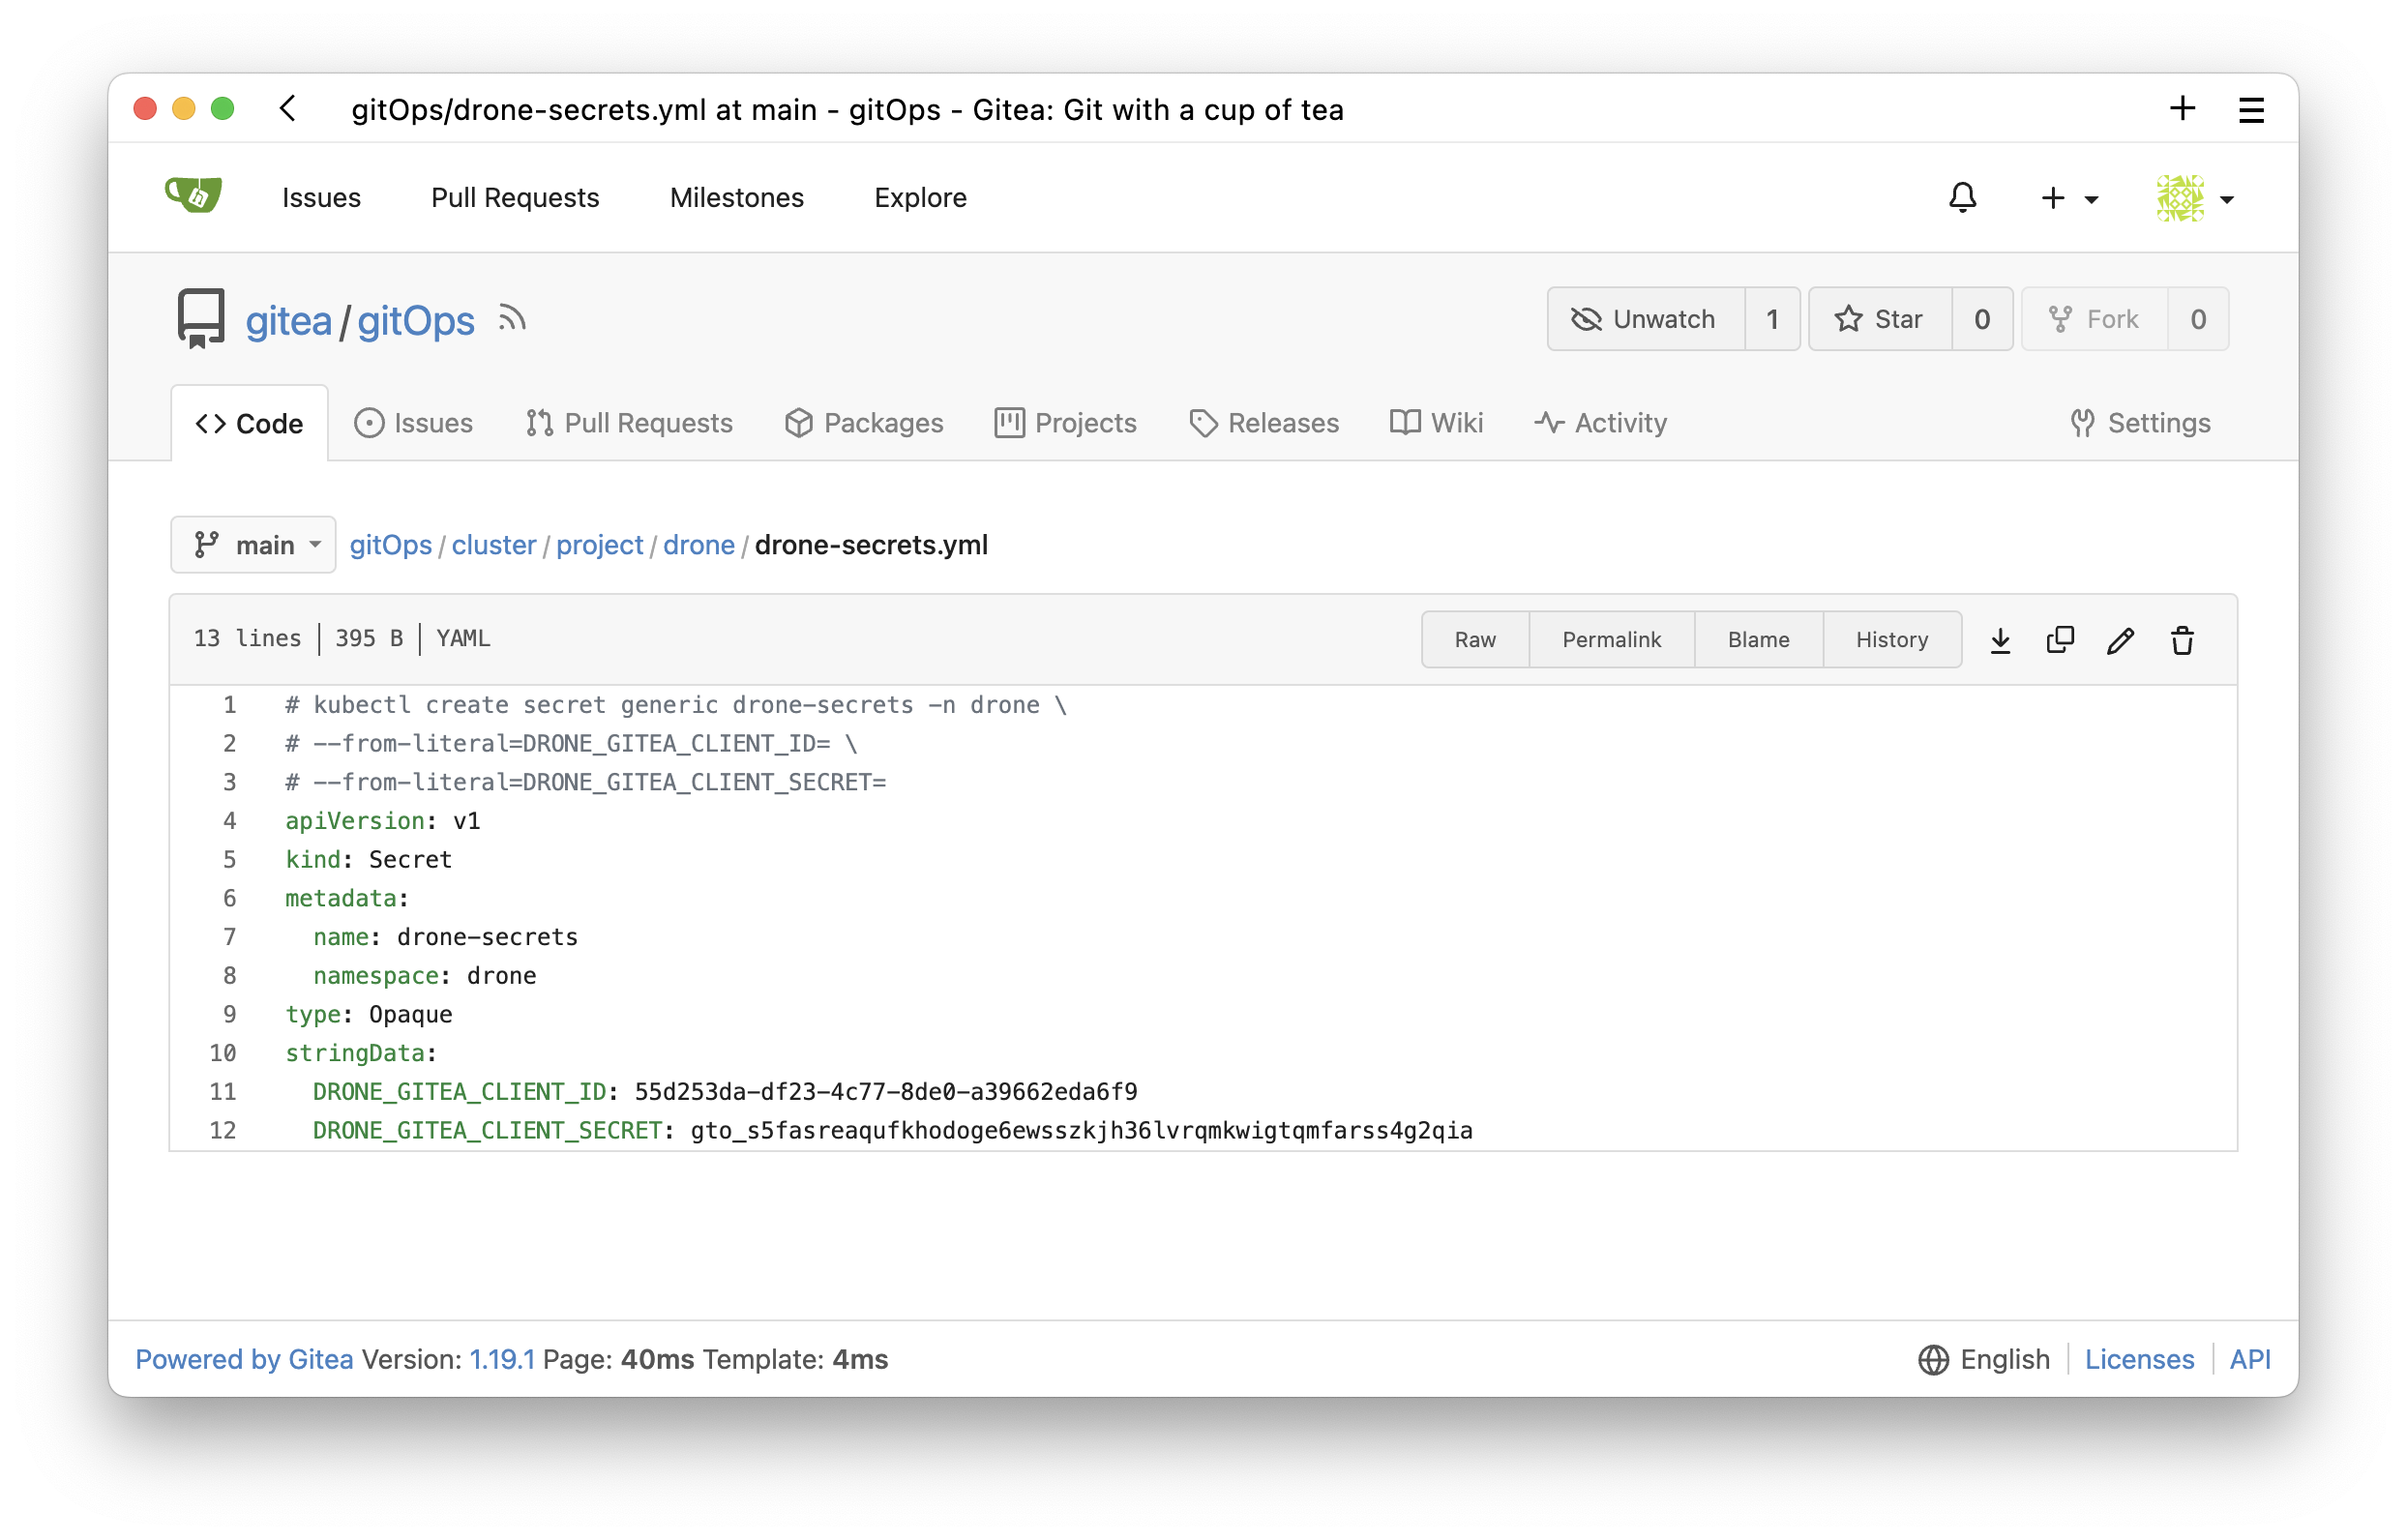 gitOps/drone-secrets.yml at main - gitOps - Gitea: Git with a cup of tea
Issues Pull Requests Milestones Explore
gitea/gitOps
Unwatch 1 Star 0 Fork 0
Code Issues Pull Requests Packages Projects Releases Wiki Activity Settings
main gitOps/cluster/project/drone/drone-secrets.yml
13 lines | 395 B | YAML Raw Permalink Blame History
1 # kubectl create secret generic drone-secrets -n drone \
2 # --from-literal=DRONE_GITEA_CLIENT_ID= \
3 # --from-literal=DRONE_GITEA_CLIENT_SECRET=
4 apiVersion: v1
5 kind: Secret
6 metadata:
7   name: drone-secrets
8   namespace: drone
9 type: Opaque
10 stringData:
11   DRONE_GITEA_CLIENT_ID: 55d253da-df23-4c77-8de0-a39662eda6f9
12   DRONE_GITEA_CLIENT_SECRET: gto_s5fasreaqufkhodoge6ewsszkjh36lvrqmkwigtqmfarss4g2qia
Powered by Gitea Version: 1.19.1 Page: 40ms Template: 4ms English | Licenses | API